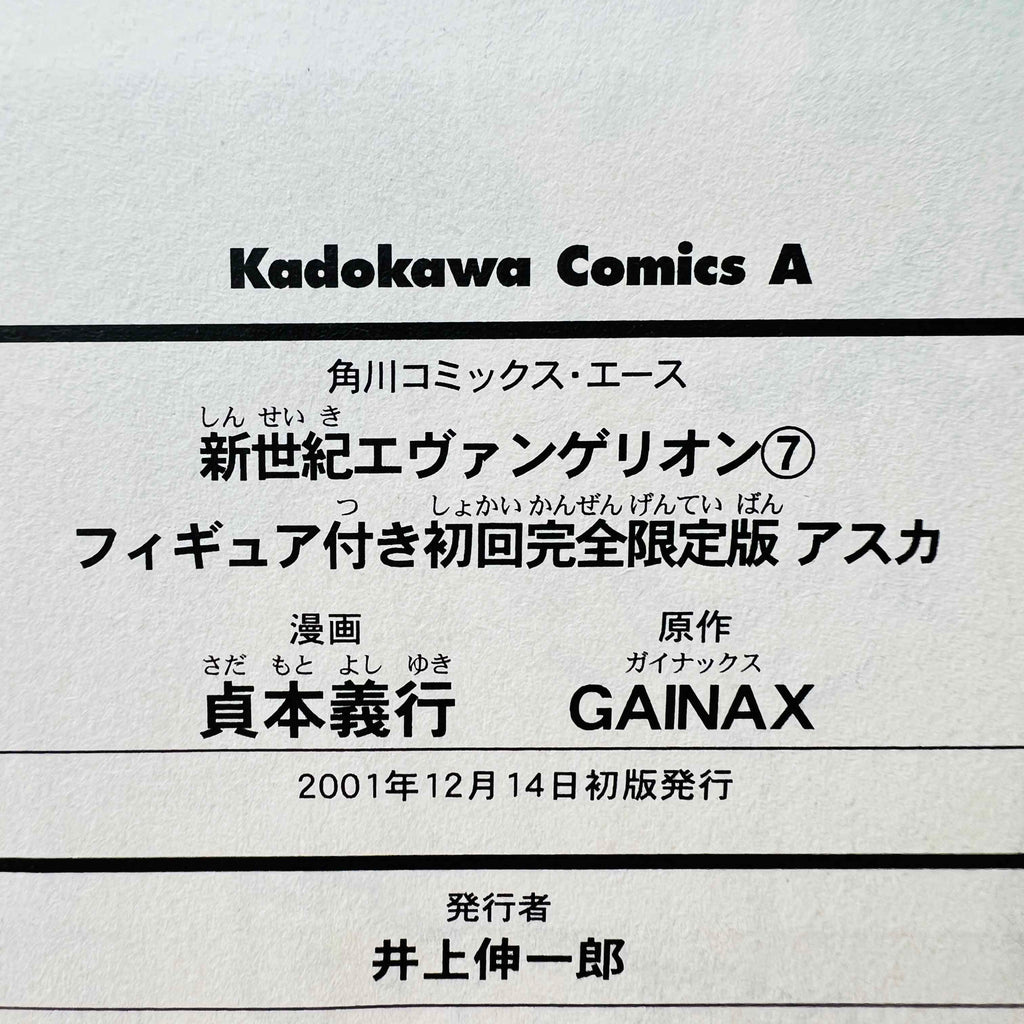 Kadokawa Comics A
角川コミックス・エース
しん せい き
新世紀エヴァンゲリオン⑦
つ しょかい かんぜん げんてい ばん
フィギュア付き初回完全限定版 アスカ
漫画 原作
さだ もと よし ゆき ガイナックス
貞本義行 GAINAX
2001年12月14日初版発行
発行者
井上伸一郎